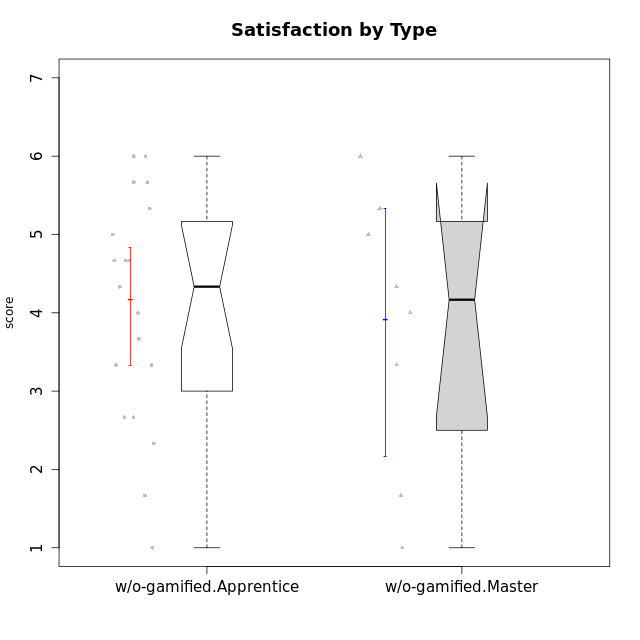 Satisfaction by Type
7
6
5
4
3
2
1
score
w/o-gamified.Apprentice
w/o-gamified.Master